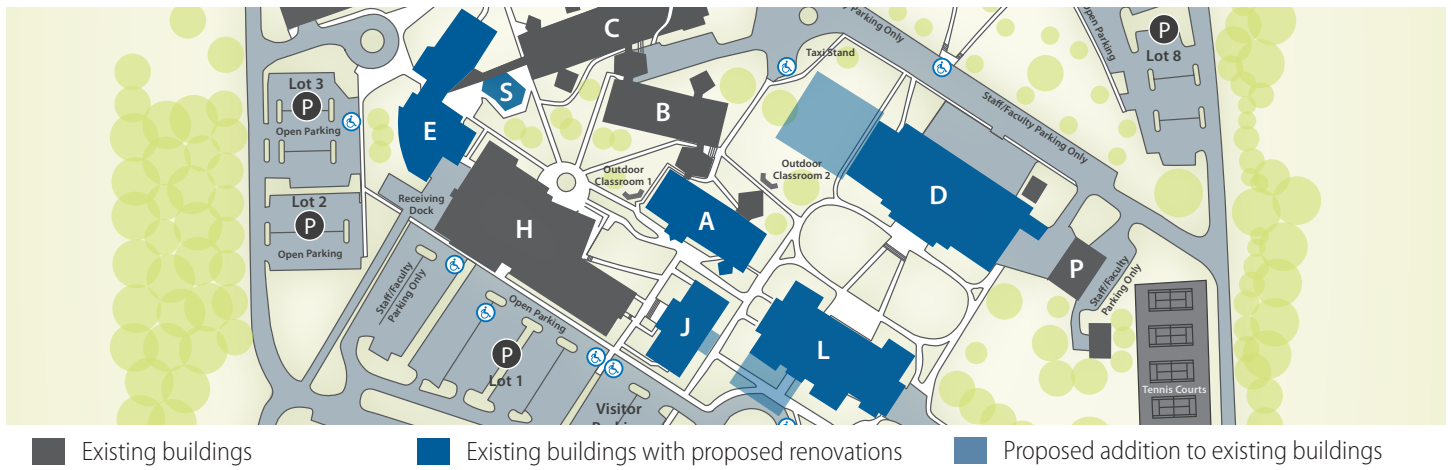 C
Parking Only
Taxi Stand
Open Parking
P
Lot 8
Lot 3
P
Open Parking
S
B
E
Staff/Faculty Parking Only
Outdoor
Classroom 1
Outdoor
Classroom 2
D
Receiving
Dock
Lot 2
P
Open Parking
H
A
P
Staff/Faculty
Parking Only
Staff/Faculty
Parking Only
Open Parking
J
L
P
Lot 1
Tennis Courts
Visitor
Existing buildings
Existing buildings with proposed renovations
Proposed addition to existing buildings